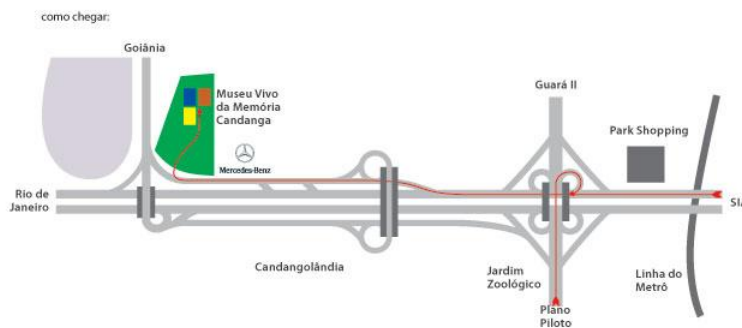 como chegar:
Goiânia
Museu Vivo
da Memória
Candanga
Mercedes-Benz
Guará II
Park Shopping
Rio de
Janeiro
SIA
Candangolândia
Jardim
Zoológico
Plano
Piloto
Linha do
Metrô